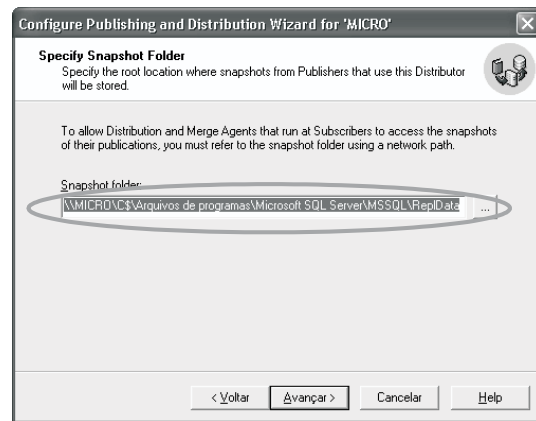 Configure Publishing and Distribution Wizard for 'MICRO'
Specify Snapshot Folder
Specify the root location where snapshots from Publishers that use this Distributor
will be stored.
To allow Distribution and Merge Agents that run at Subscribers to access the snapshots
of their publications, you must refer to the snapshot folder using a network path.
Snapshot folder:
\\MICRO\C$\Arquivos de programas\Microsoft SQL Server\MSSQL\ReplData
...
< Voltar
Avançar >
Cancelar
Help